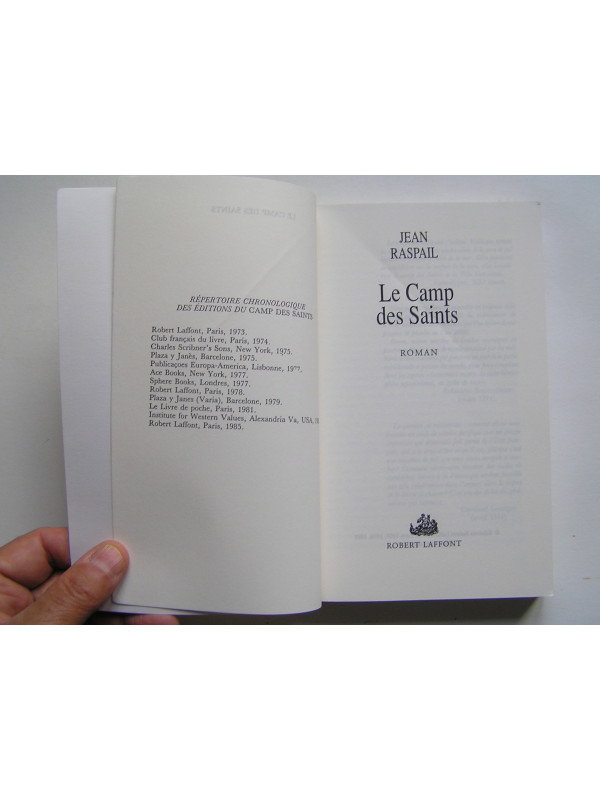 LE CAMP DES SAINTS
RÉPERTOIRE CHRONOLOGIQUE
DES ÉDITIONS DU CAMP DES SAINTS
Robert Laffont, Paris, 1973.
Club français du livre, Paris, 1974.
Charles Scribner's Sons, New York, 1975.
Plaza y Janès, Barcelone, 1975.
Publicaçoes Europa-America, Lisbonne,
Ace Books, New York, 1977.
Sphere Books, Londres, 1977.
Robert Laffont, Paris, 1978.
Plaza y Janes (Varia), Barcelone, 1979.
Le Livre de poche, Paris, 1981.
Institute for Western Values, Alexandria Va, USA,
Robert Laffont, Paris, 1985.
JEAN
RASPAIL
Le Camp
des Saints
ROMAN
ROBERT LAFFONT